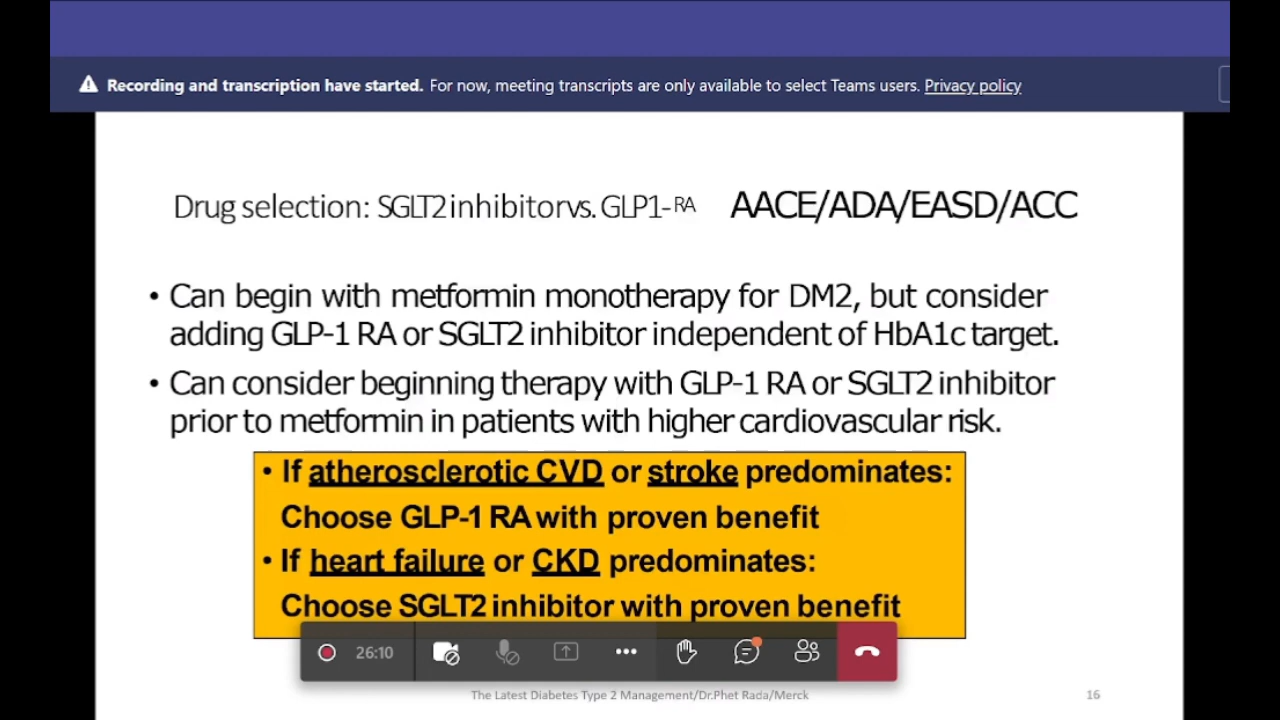 Recording and transcription have started. For now, meeting transcripts are only available to select Teams users. Privacy policy
Drug selection: SGLT2 inhibitor vs. GLP1-RA AACE/ADA/EASD/ACC
• Can begin with metformin monotherapy for DM2, but consider
adding GLP-1 RA or SGLT2 inhibitor independent of HbA1c target.
• Can consider beginning therapy with GLP-1 RA or SGLT2 inhibitor
prior to metformin in patients with higher cardiovascular risk.
• If atherosclerotic CVD or stroke predominates:
Choose GLP-1 RA with proven benefit
• If heart failure or CKD predominates:
Choose SGLT2 inhibitor with proven benefit
26:10
The Latest Diabetes Type 2 Management/Dr.Phet Rada/Merck
16